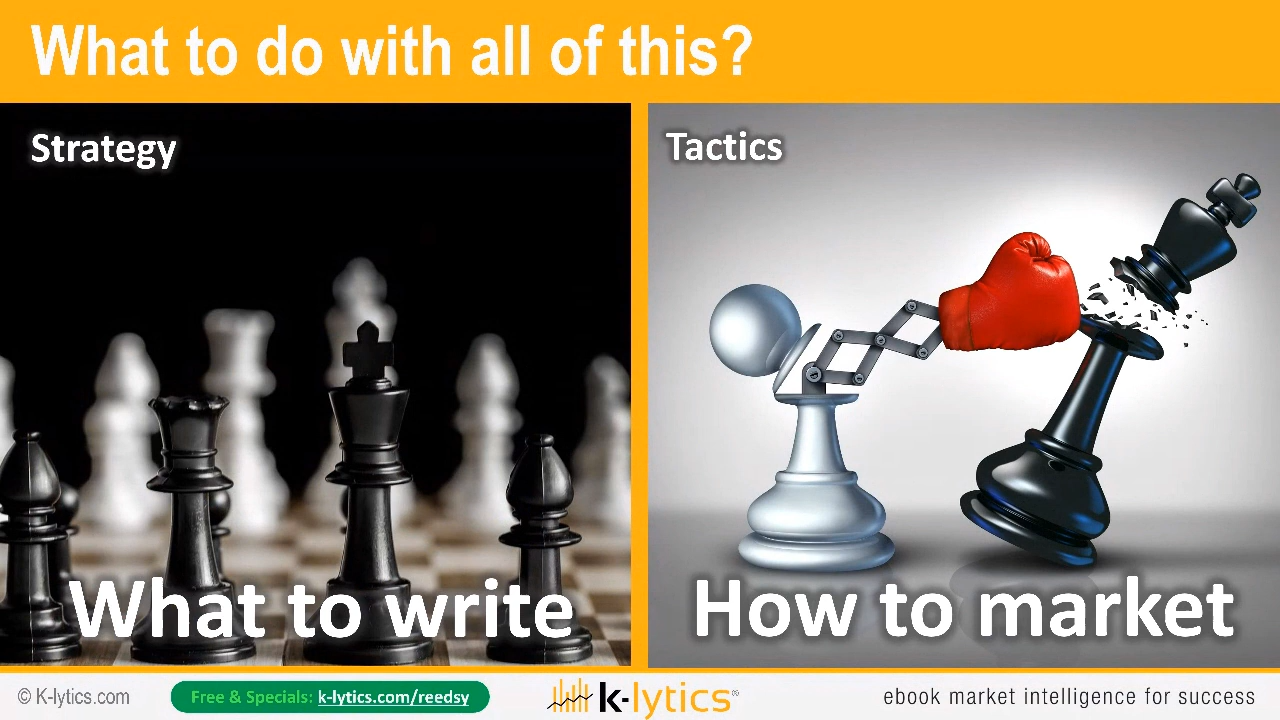 What to do with all of this?
Strategy
What to write
Tactics
How to market
© K-lytics.com
Free & Specials: k-lytics.com/reedsy
k-lytics®
ebook market intelligence for success